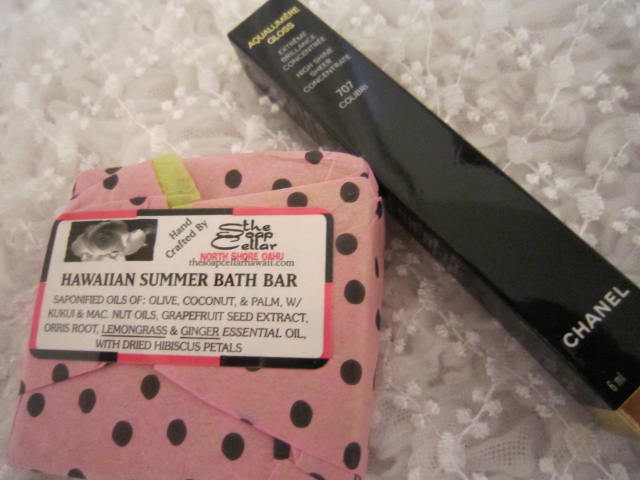 AQUALUMIÈRE
GLOSS
EXTRÊME
BRILLANCE
CONCENTRÉE
HIGH SHINE
SHEER
CONCENTRATE
707
COLIBRI
CHANEL
6 ml
Hand
Crafted By
the
Soap
Cellar
NORTH SHORE OAHU
thesoapcellarhawaii.com
HAWAIIAN SUMMER BATH BAR
SAPONIFIED OILS OF: OLIVE, COCONUT, & PALM, W/
KUKUI & MAC. NUT OILS, GRAPEFRUIT SEED EXTRACT,
ORRIS ROOT, LEMONGRASS & GINGER ESSENTIAL OIL,
WITH DRIED HIBISCUS PETALS